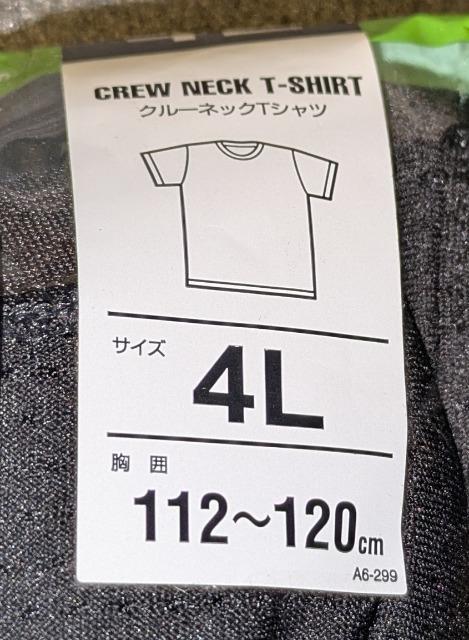 CREW NECK T-SHIRT
クルーネックTシャツ
サイズ
4L
胸 囲
112～120cm
A6-299